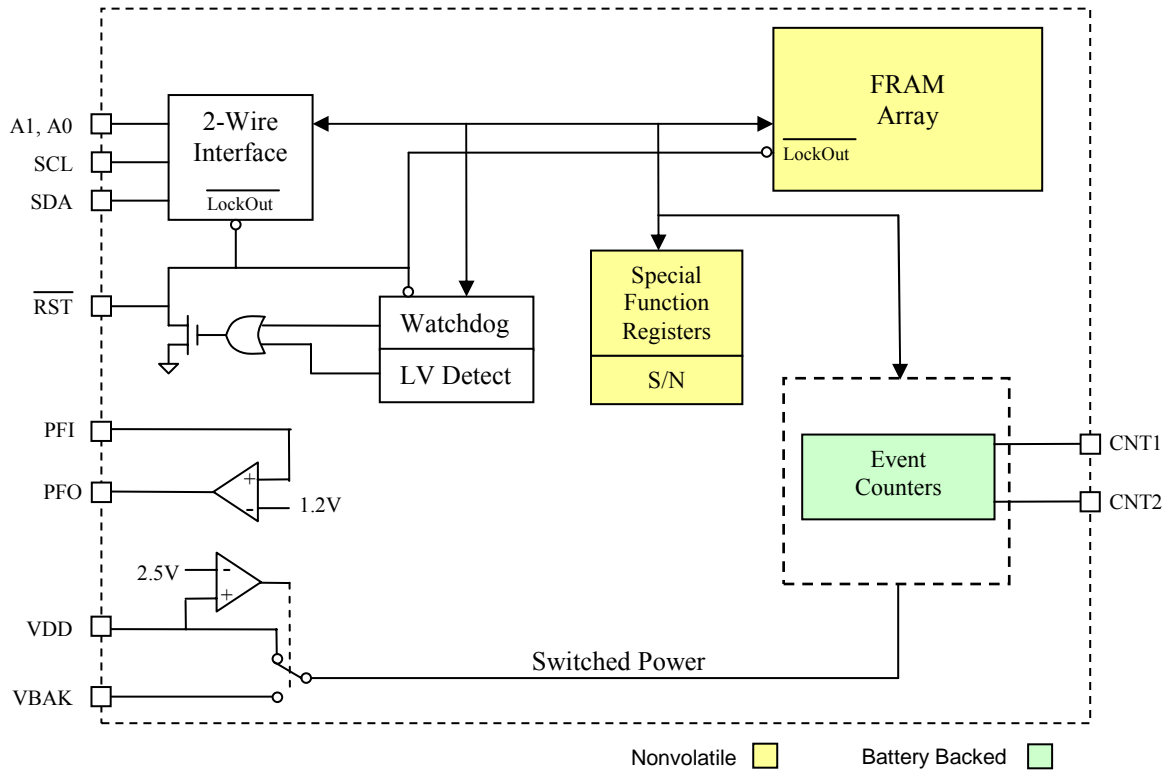 FRAM
Array
LockOut
A1, A0
SCL
SDA
2-Wire
Interface
LockOut
RST
Watchdog
LV Detect
Special
Function
Registers
S/N
PFI
PFO
+
-
1.2V
Event
Counters
CNT1
CNT2
2.5V
-
+
VDD
VBAK
Switched Power
Nonvolatile
Battery Backed